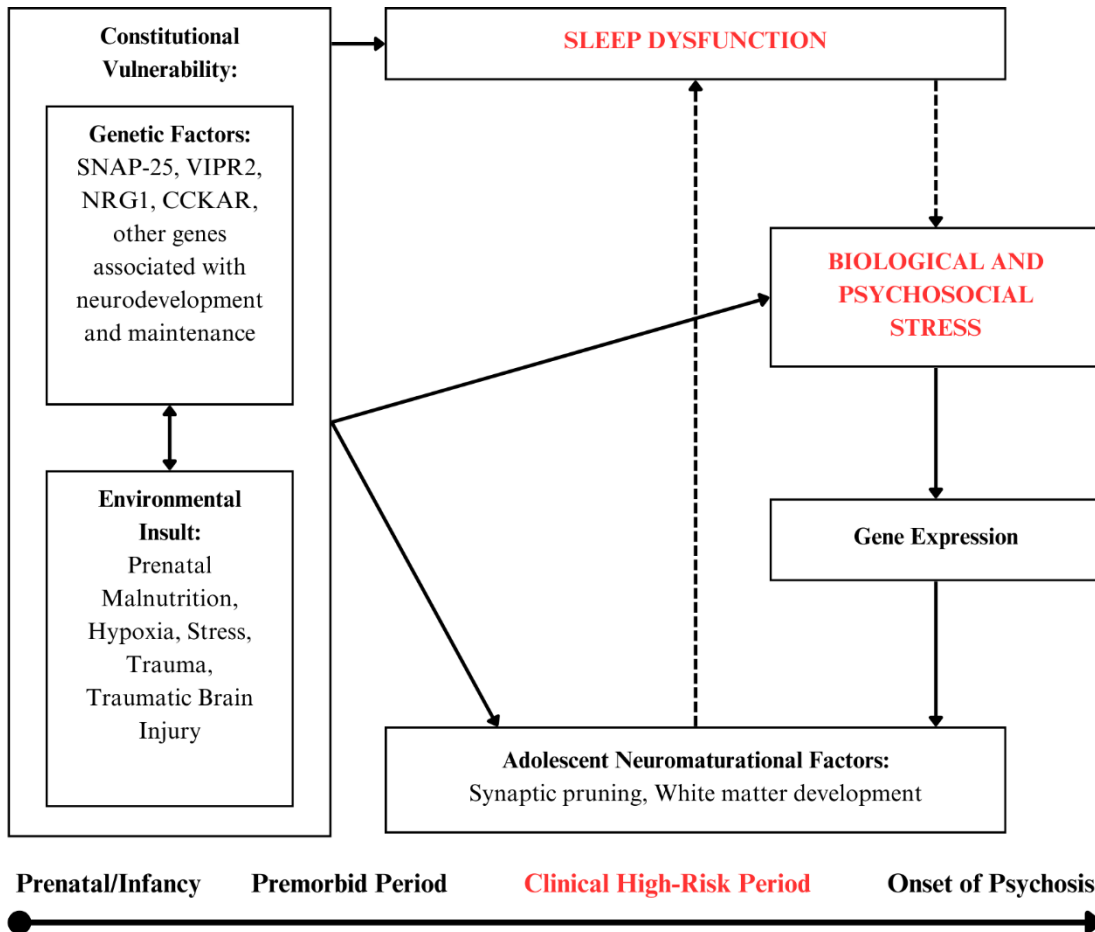 Constitutional
Vulnerability:
Genetic Factors:
SNAP-25, VIPR2,
NRG1, CCKAR,
other genes
associated with
neurodevelopment
and maintenance
Environmental
Insult:
Prenatal
Malnutrition,
Hypoxia, Stress,
Trauma,
Traumatic Brain
Injury
SLEEP DYSFUNCTION
BIOLOGICAL AND
PSYCHOSOCIAL
STRESS
Gene Expression
Adolescent Neuromaturational Factors:
Synaptic pruning, White matter development
Prenatal/Infancy
Premorbid Period
Clinical High-Risk Period
Onset of Psychosis